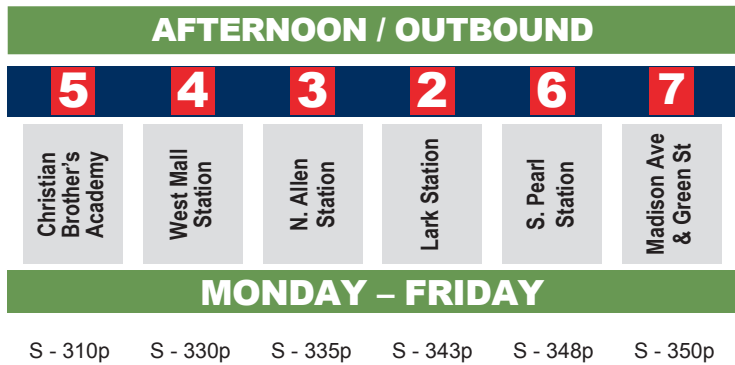 AFTERNOON / OUTBOUND
5 4 3 2 6 7
Christian
Brother's
Academy
West Mall
Station
N. Allen
Station
Lark Station
S. Pearl
Station
Madison Ave
& Green St
MONDAY – FRIDAY
S - 310p S - 330p S - 335p S - 343p S - 348p S - 350p